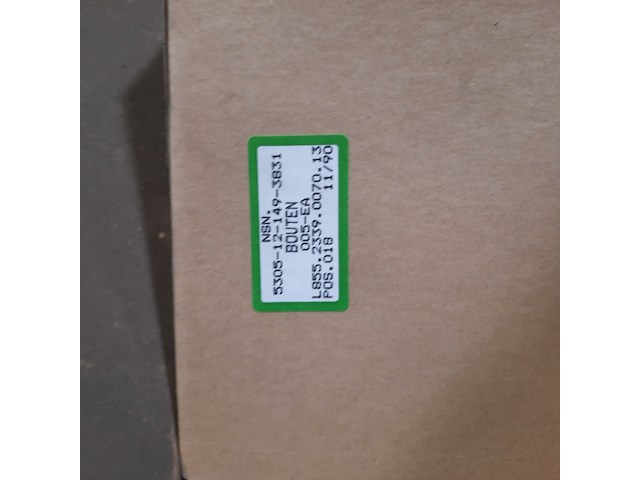 NSN.
5305-12-149-3831
BOUTEN
005-EA
L855.2339.0070.13
POS.018 11/90